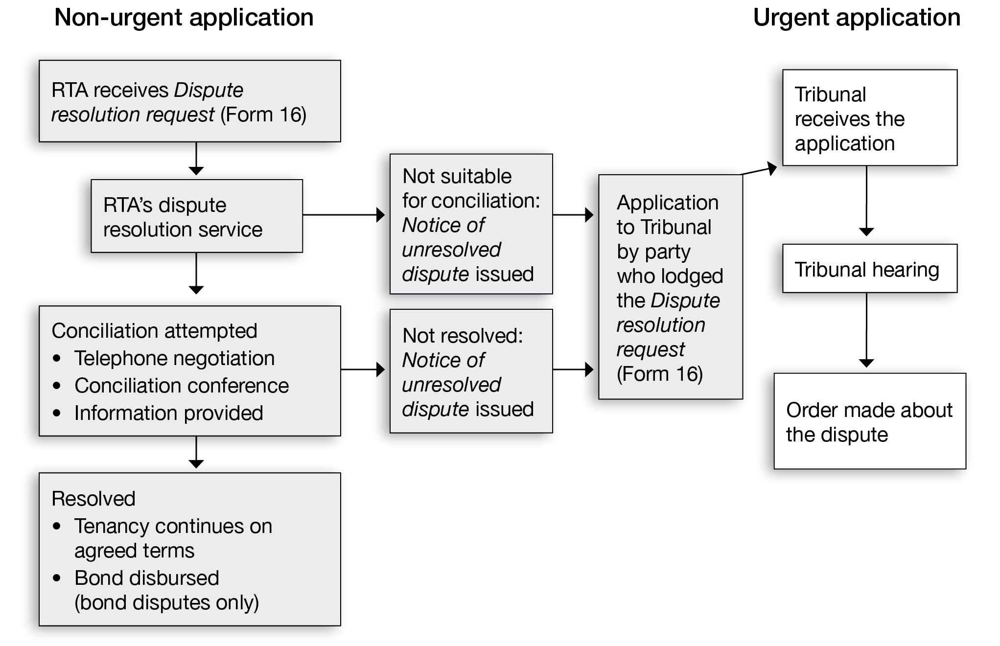 Non-urgent application
Urgent application
RTA receives Dispute
resolution request (Form 16)
RTA’s dispute
resolution service
Conciliation attempted
• Telephone negotiation
• Conciliation conference
• Information provided
Resolved
• Tenancy continues on
agreed terms
• Bond disbursed
(bond disputes only)
Not suitable
for conciliation:
Notice of
unresolved
dispute issued
Not resolved:
Notice of
unresolved
dispute issued
Application
to Tribunal
by party
who lodged
the Dispute
resolution
request
(Form 16)
Tribunal
receives the
application
Tribunal hearing
Order made about
the dispute